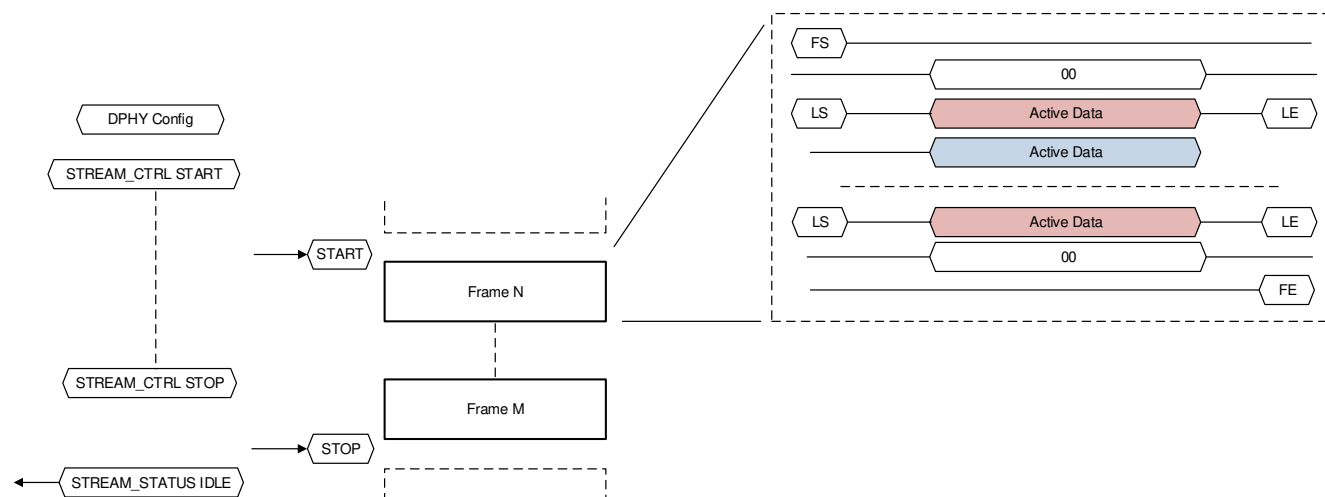 DPHY Config
STREAM_CTRL START
START
Frame N
STREAM_CTRL STOP
Frame M
STOP
STREAM_STATUS IDLE
FS
00
LS Active Data LE
Active Data
LS Active Data LE
00
FE